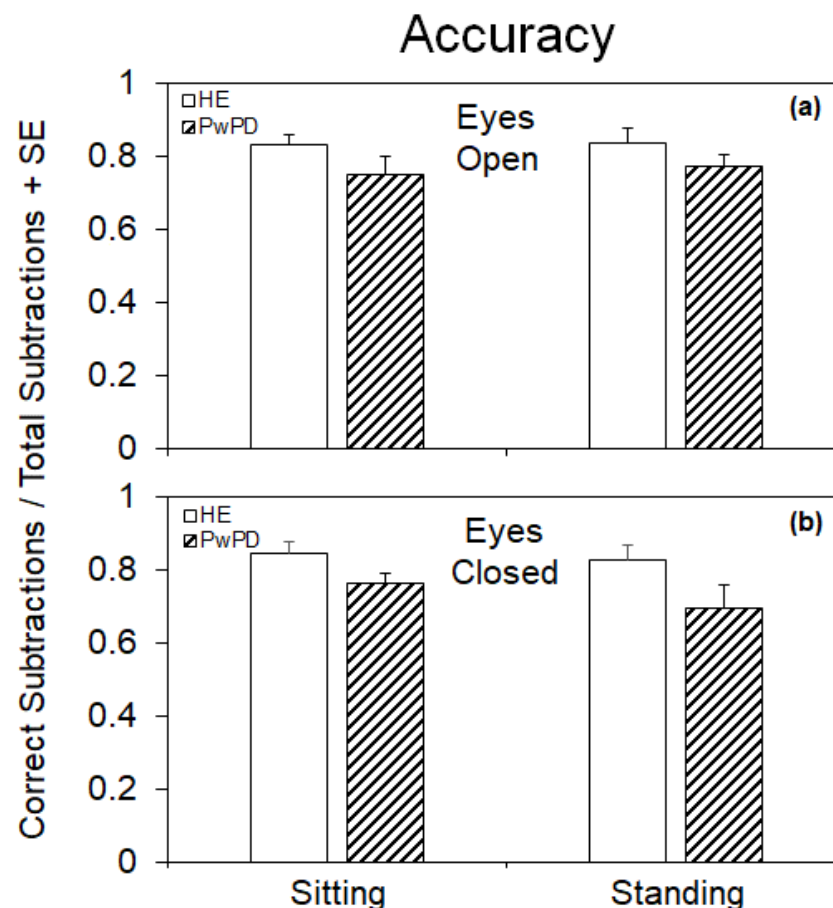 Accuracy
Correct Subtractions / Total Subtractions + SE
1
0.8
0.6
0.4
0.2
0
HE
PwPD
Eyes
Open
(a)
1
0.8
0.6
0.4
0.2
0
HE
PwPD
Eyes
Closed
(b)
Sitting
Standing